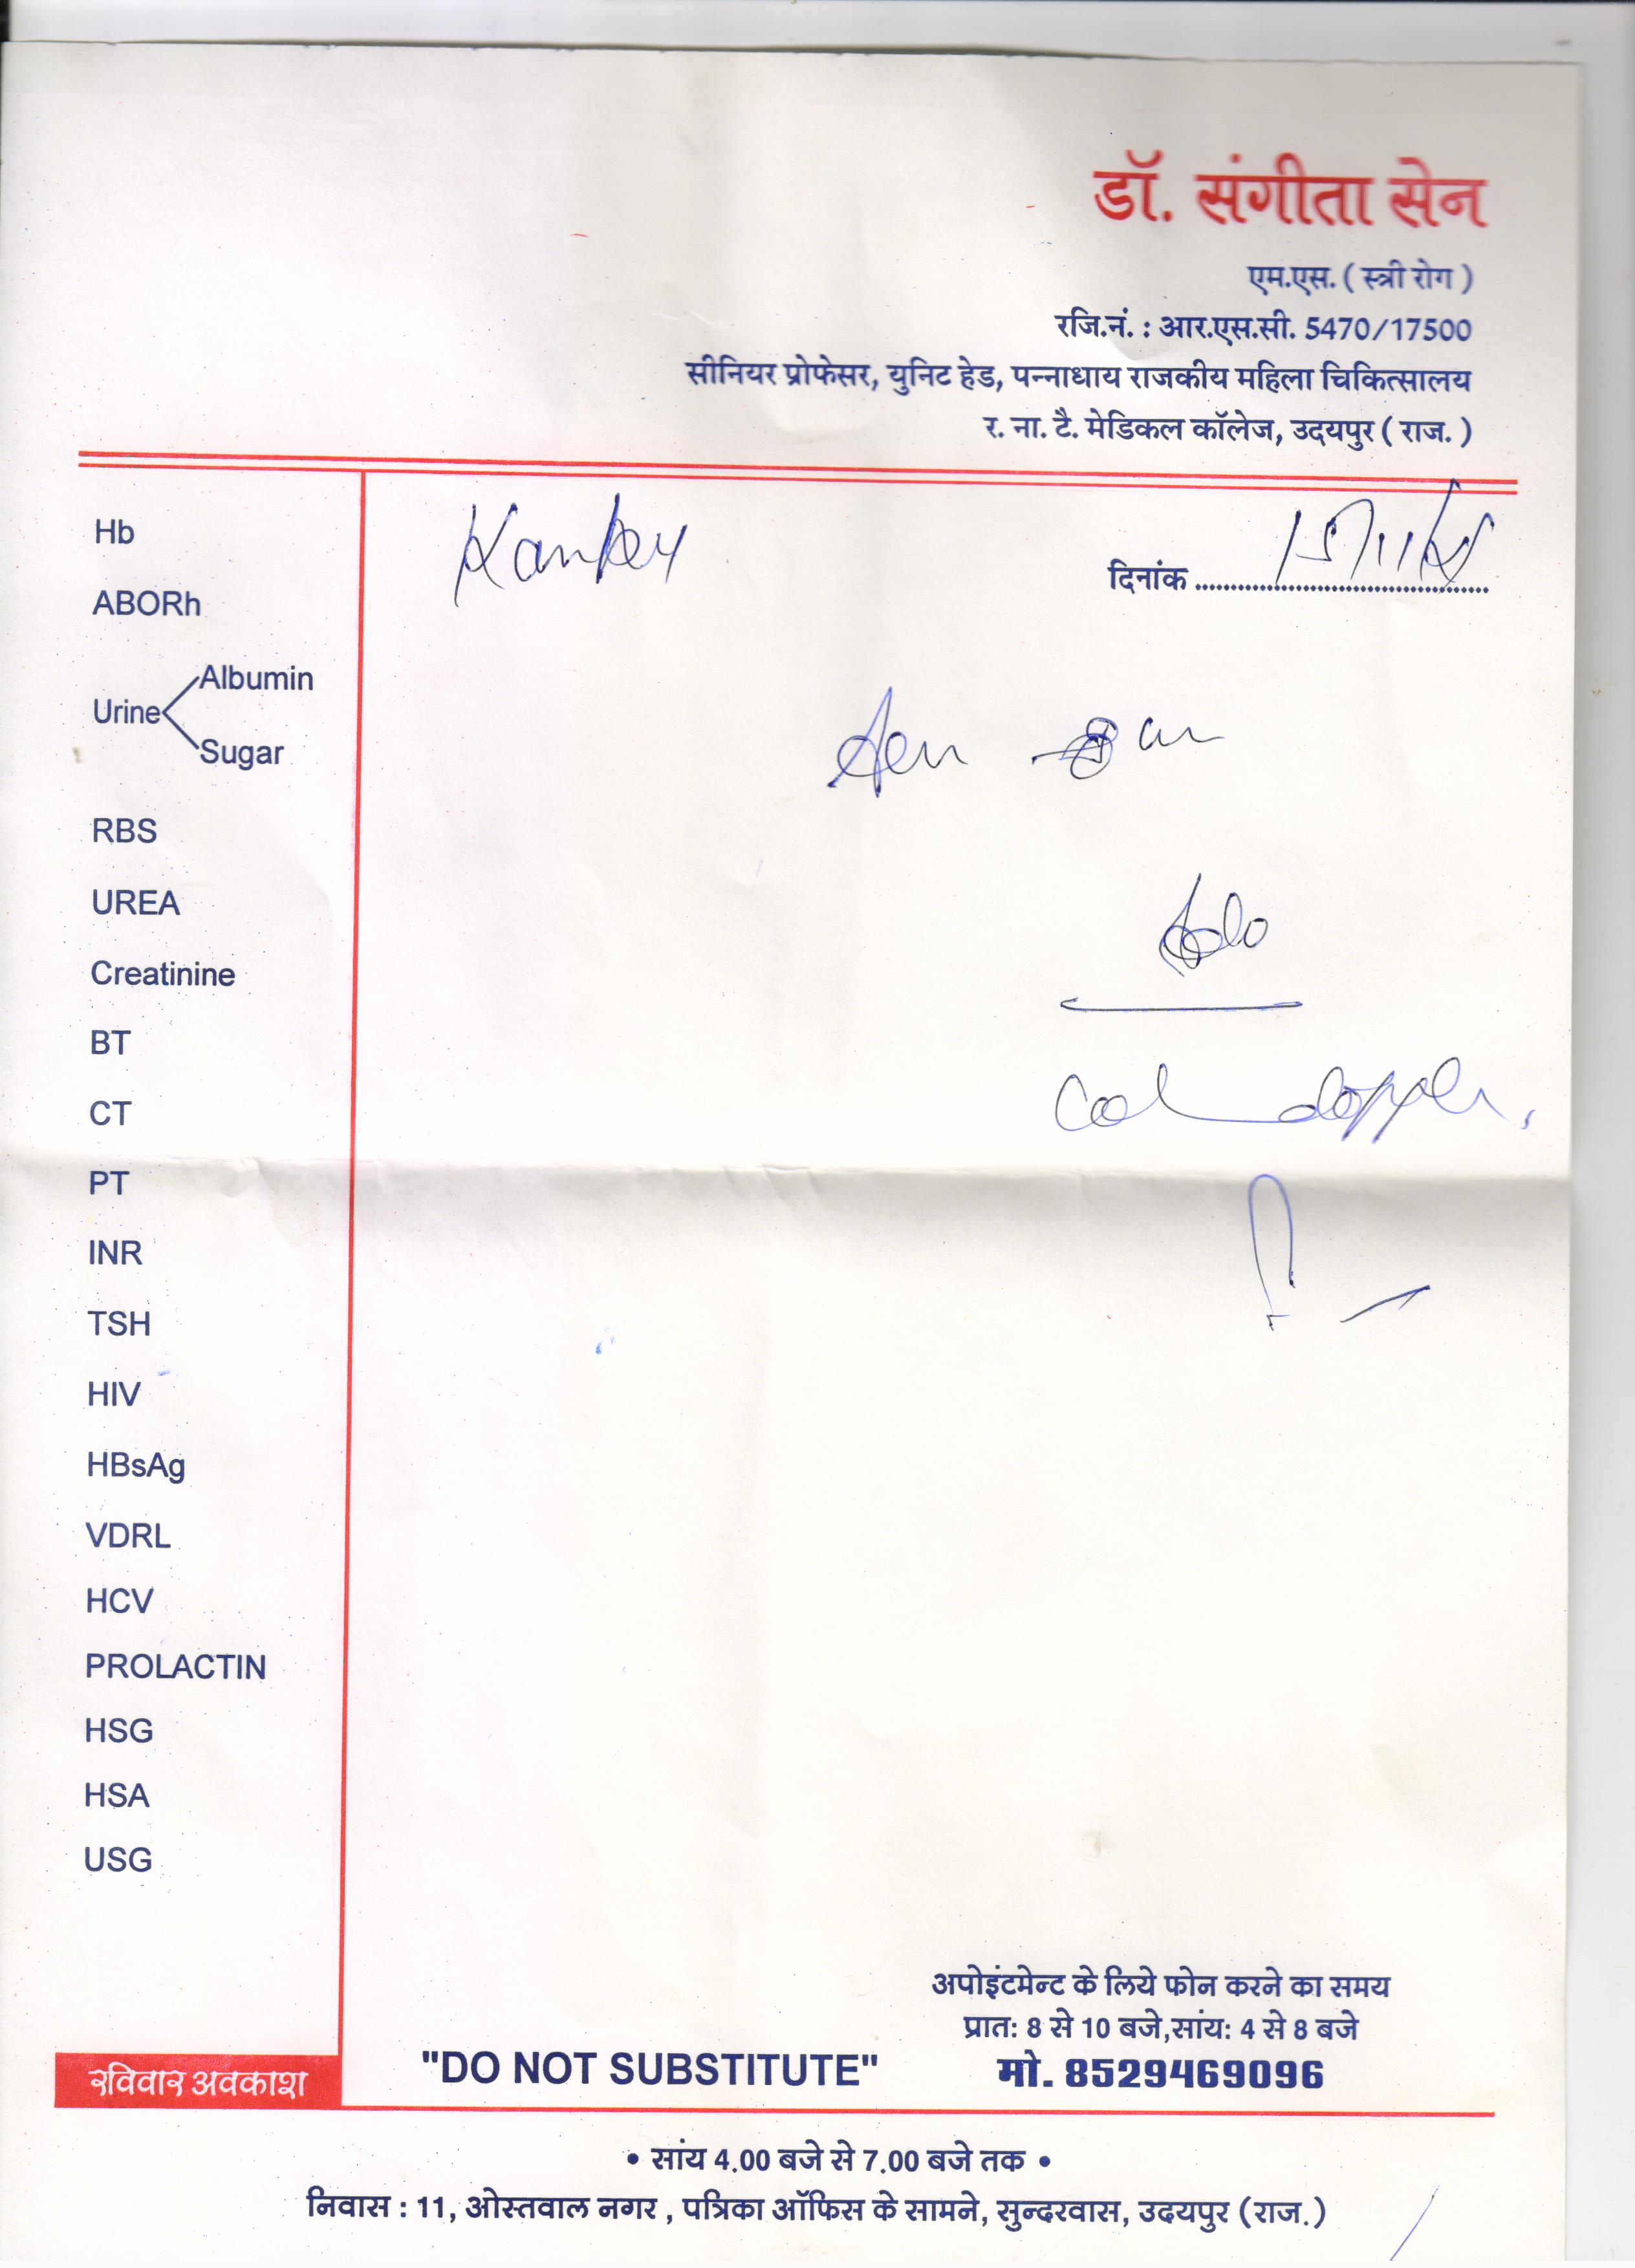 डॉ. संगीता सेन
एम.एस. ( स्त्री रोग )
रजि.नं. : आर.एस.सी. 5470/17500
सीनियर प्रोफेसर, युनिट हेड, पन्नाधाय राजकीय महिला चिकित्सालय
र. ना. टै. मेडिकल कॉलेज, उदयपुर ( राज. )
दिनांक
Hb
ABORh
Urine
Albumin
Sugar
RBS
UREA
Creatinine
BT
CT
PT
INR
TSH
HIV
HBsAg
VDRL
HCV
PROLACTIN
HSG
HSA
USG
doppler
अपोइंटमेन्ट के लिये फोन करने का समय
प्रात: 8 से 10 बजे,सांय: 4 से 8 बजे
मो. 8529469096
"DO NOT SUBSTITUTE"
रविवार अवकाश
• सांय 4.00 बजे से 7.00 बजे तक •
निवास : 11, ओस्तवाल नगर , पत्रिका ऑफिस के सामने, सुन्दरवास, उदयपुर (राज.)